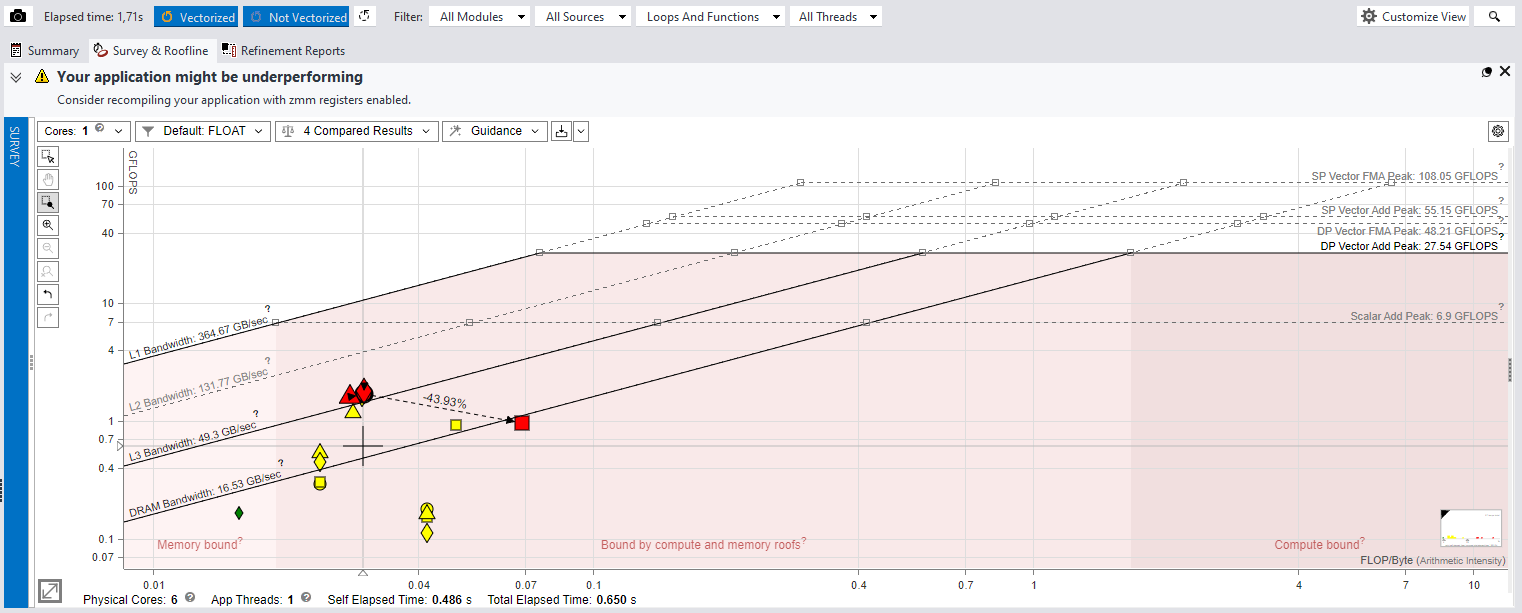 Elapsed time: 1,71s Vectorized Not Vectorized Filter: All Modules All Sources Loops And Functions All Threads Customize View
Summary Survey & Roofline Refinement Reports
Your application might be underperforming
Consider recompiling your application with zmm registers enabled.
SURVEY
Cores: 1 ? Default: FLOAT 4 Compared Results Guidance
GFLOPS
?
SP Vector FMA Peak: 108.05 GFLOPS
100
?
70
SP Vector Add Peak: 55.15 GFLOPS
?
40
DP Vector FMA Peak: 48.21 GFLOPS
?
DP Vector Add Peak: 27.54 GFLOPS
10
?
7
Scalar Add Peak: 6.9 GFLOPS
?
L1 Bandwidth: 364.67 GB/sec
4
?
L2 Bandwidth: 131.77 GB/sec
-43.93%
1
?
L3 Bandwidth: 49.3 GB/sec
0.7
0.4
?
DRAM Bandwidth: 16.53 GB/sec
0.1
Memory bound? Bound by compute and memory roofs? Compute bound?
0.07
FLOP/Byte (Arithmetic Intensity)
0.01 0.04 0.07 0.1 0.4 0.7 1 4 7 10
Physical Cores: 6 ? App Threads: 1 ? Self Elapsed Time: 0.486 s Total Elapsed Time: 0.650 s